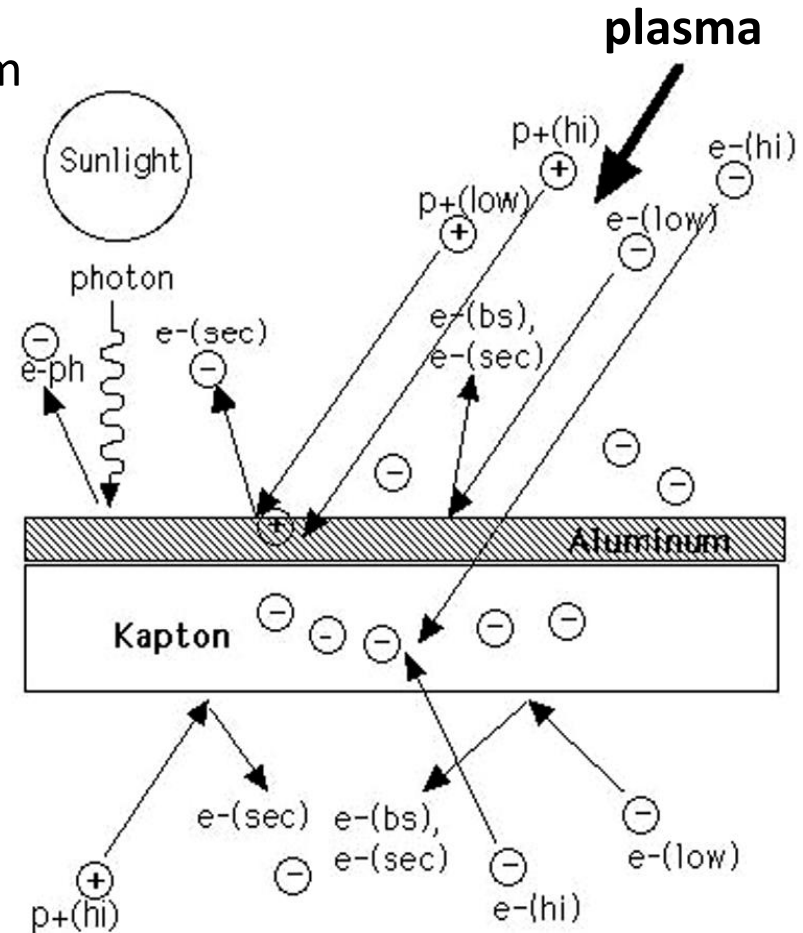 plasma
m
Sunlight
p+(hi)
e-(hi)
p+(low)
e-(low)
photon
e-(bs),
e-(sec)
e-(sec)
e-ph
Aluminum
Kapton
e-(sec)
e-(bs),
e-(sec)
e-(low)
p+(hi)
e-(hi)